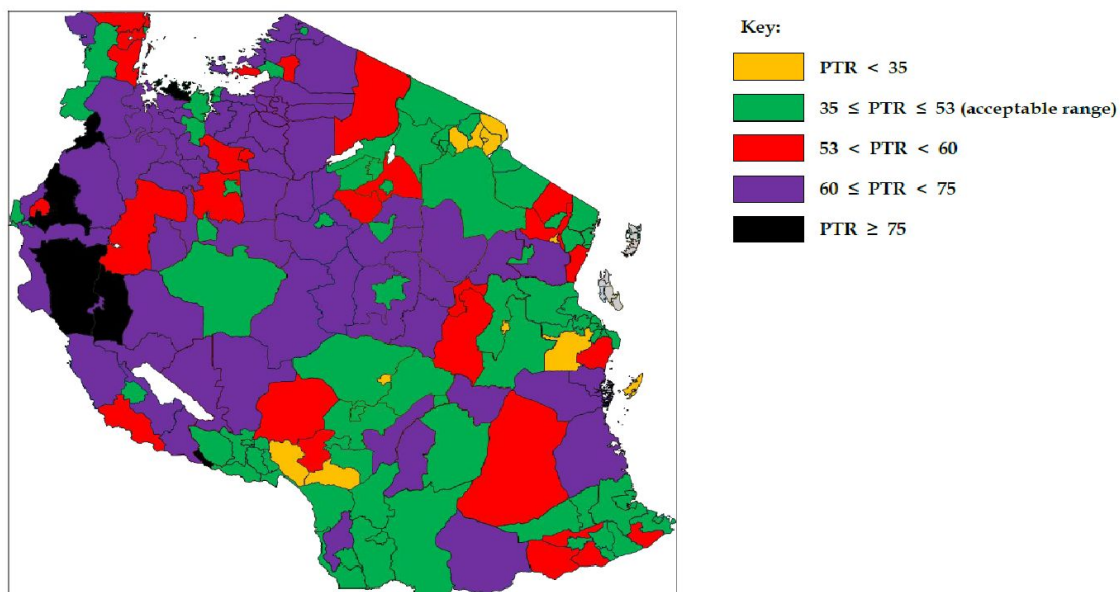 Key:
PTR < 35
35 ≤ PTR ≤ 53 (acceptable range)
53 < PTR < 60
60 ≤ PTR < 75
PTR ≥ 75